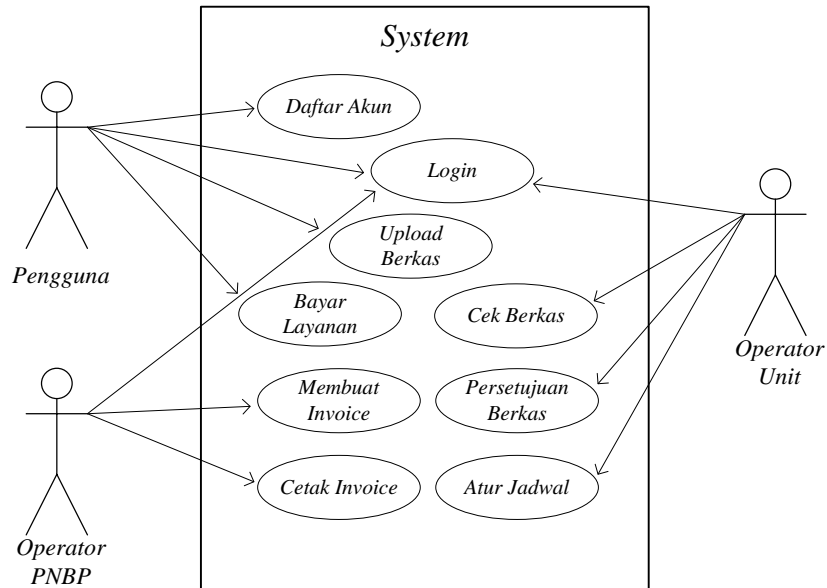 System
Daftar Akun
Login
Upload
Berkas
Pengguna
Bayar
Layanan
Cek Berkas
Operator
Unit
Membuat
Invoice
Persetujuan
Berkas
Cetak Invoice
Atur Jadwal
Operator
PNBP